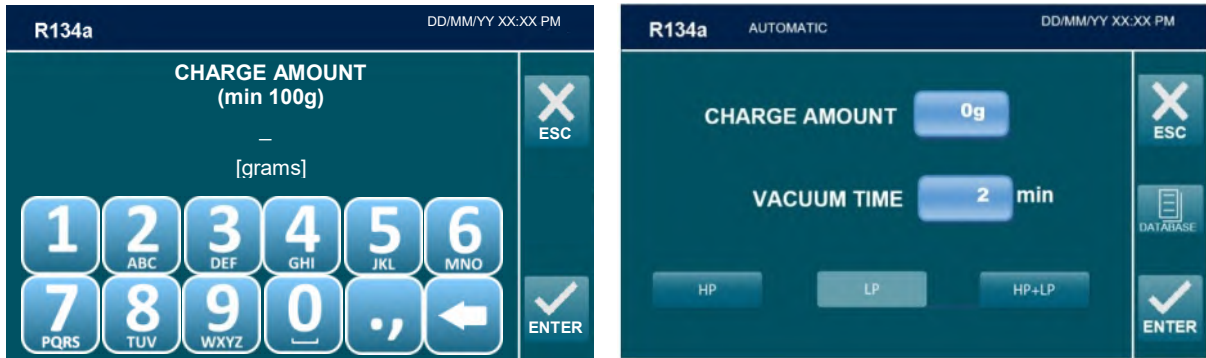 R134a DD/MM/YY XX:XX PM
CHARGE AMOUNT
(min 100g)
_
[grams]
ESC
1 2 3 4 5 6
ABC DEF GHI JKL MNO
7 8 9 0 .,
PQRS TUV WXYZ
ENTER
R134a AUTOMATIC DD/MM/YY XX:XX PM
CHARGE AMOUNT 0g
ESC
VACUUM TIME 2 min
DATABASE
HP LP HP+LP
ENTER